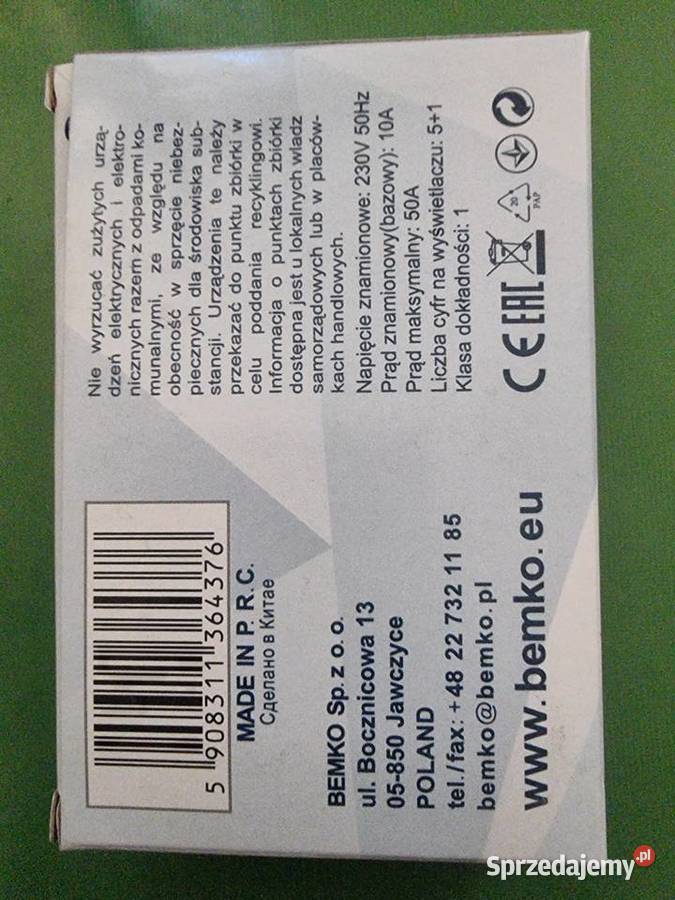 Nie wyrzucać zużytych urzą-
dzeń elektrycznych i elektro-
nicznych razem z odpadami ko-
munalnymi, ze względu na
obecność w sprzęcie niebez-
piecznych dla środowiska sub-
stancji. Urządzenia te należy
przekazać do punktu zbiórki w
celu poddania recyklingowi.
Informacja o punktach zbiórki
dostępna jest u lokalnych władz
samorządowych lub w placów-
kach handlowych.
Napięcie znamionowe: 230V 50Hz
Prąd znamionowy(bazowy): 10A
Prąd maksymalny: 50A
Liczba cyfr na wyświetlaczu: 5+1
Klasa dokładności: 1
CE EAC
20
PAP
5 908311 364376
MADE IN P. R.C.
Сделано в Китае
BEMKO Sp. z o. o.
ul. Bocznicowa 13
05-850 Jawczyce
POLAND
tel./fax: +48 22 732 11 85
bemko@bemko.pl
www.bemko.eu
Sprzedajemy.pl